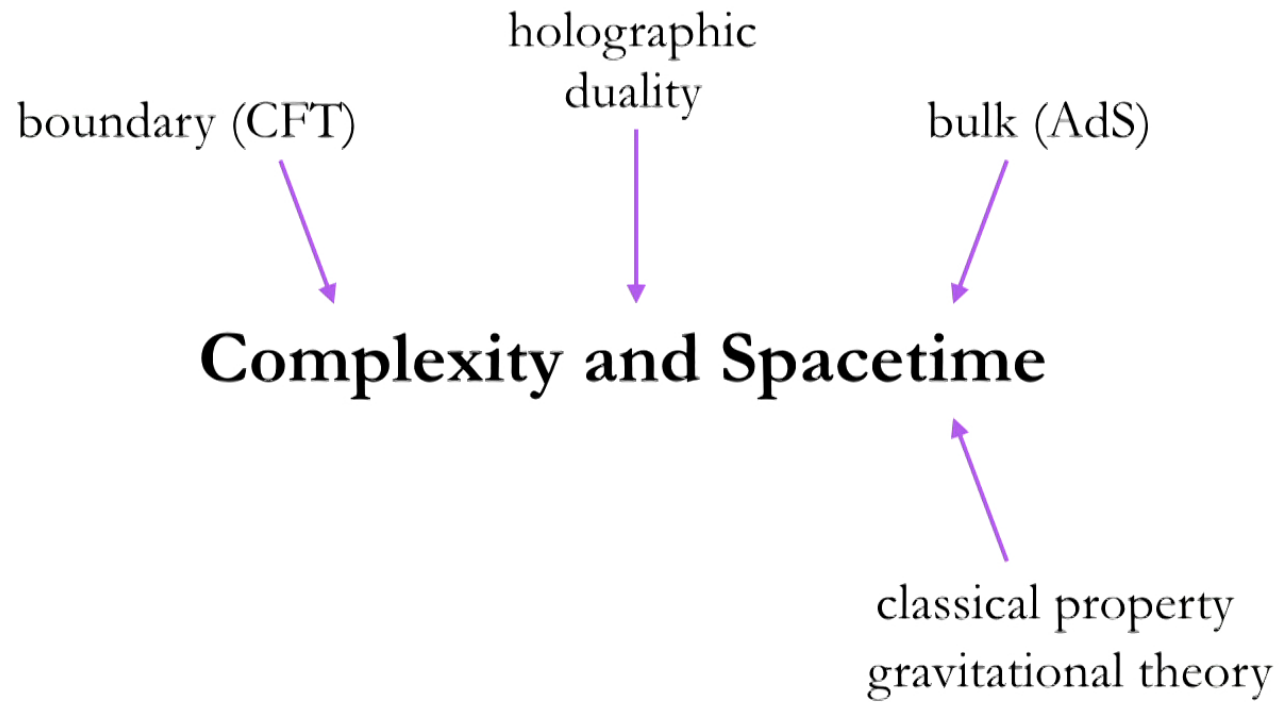 holographic
duality
boundary (CFT)
bulk (AdS)
Complexity and Spacetime
classical property
gravitational theory